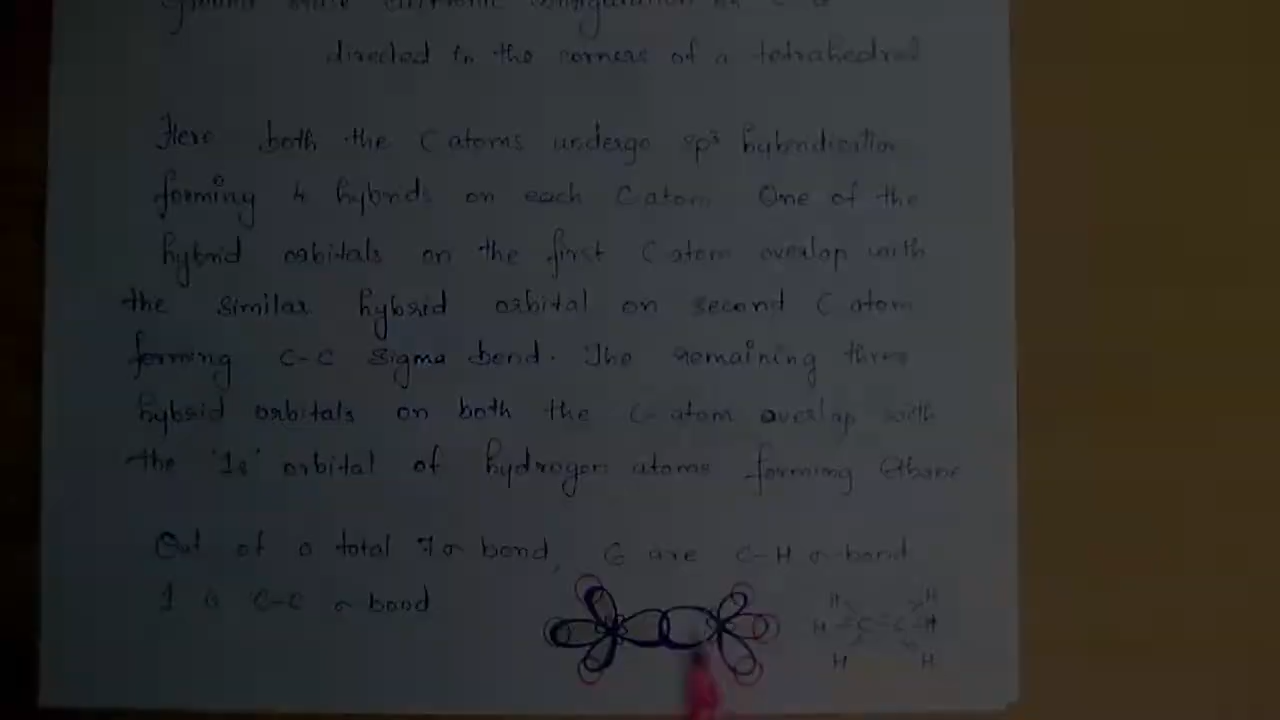 directed to the corners of a tetrahedral
Here both the C atoms undergo sp³ hybridisation
forming 4 hybrids on each C atom. One of the
hybrid orbitals on the first C atom overlap with
the similar hybrid orbital on second C atom
forming C-C sigma bond. The remaining three
hybrid orbitals on both the C-atom overlap with
the '1s' orbital of hydrogen atoms forming Ethane
Out of a total 7 σ bond, 6 are C-H σ-bond
1 is C-C σ bond
H H
H C C H
H H